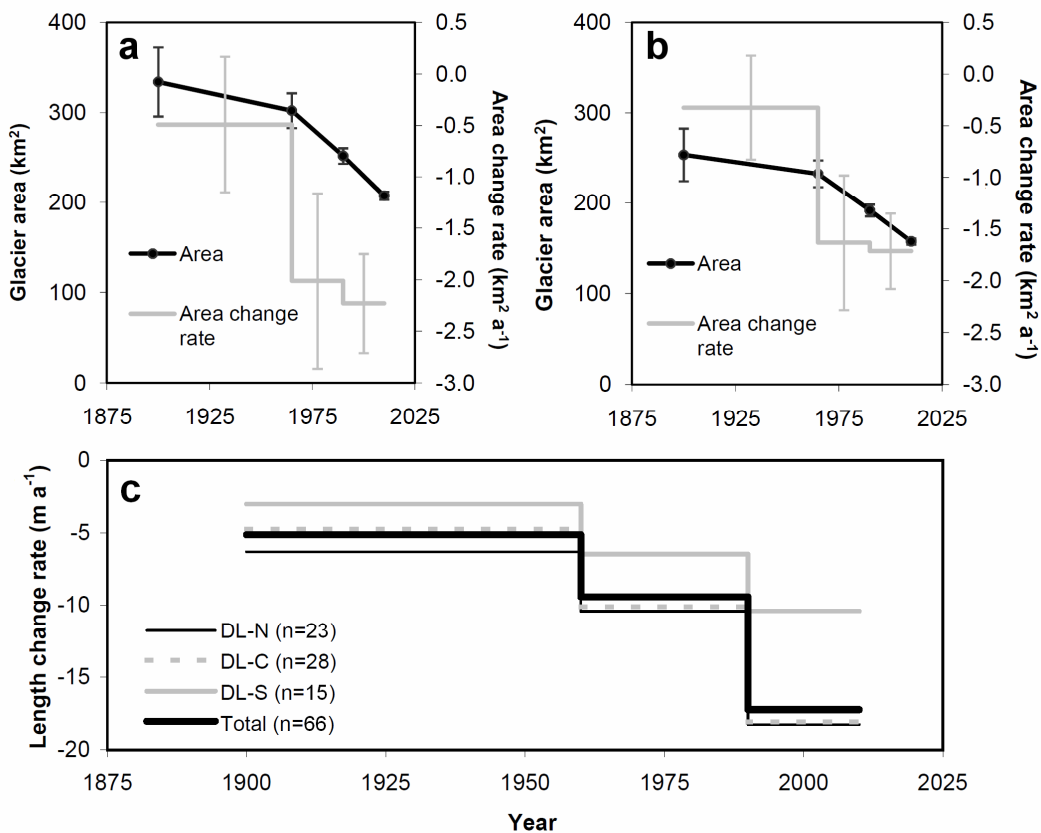 a
400
300
200
100
0
Glacier area (km²)
0.5
0.0
-0.5
-1.0
-1.5
-2.0
-2.5
-3.0
Area change rate (km² a⁻¹)
Area
Area change
rate
1875
1925
1975
2025
b
400
300
200
100
0
Glacier area (km²)
0.5
0.0
-0.5
-1.0
-1.5
-2.0
-2.5
-3.0
Area change rate (km² a⁻¹)
Area
Area change
rate
1875
1925
1975
2025
c
0
-5
-10
-15
-20
Length change rate (m a⁻¹)
DL-N (n=23)
DL-C (n=28)
DL-S (n=15)
Total (n=66)
1875
1900
1925
1950
1975
2000
2025
Year